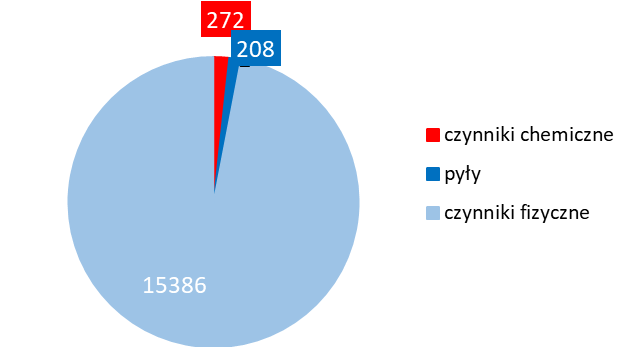 272
208
15386
czynniki chemiczne
pyły
czynniki fizyczne